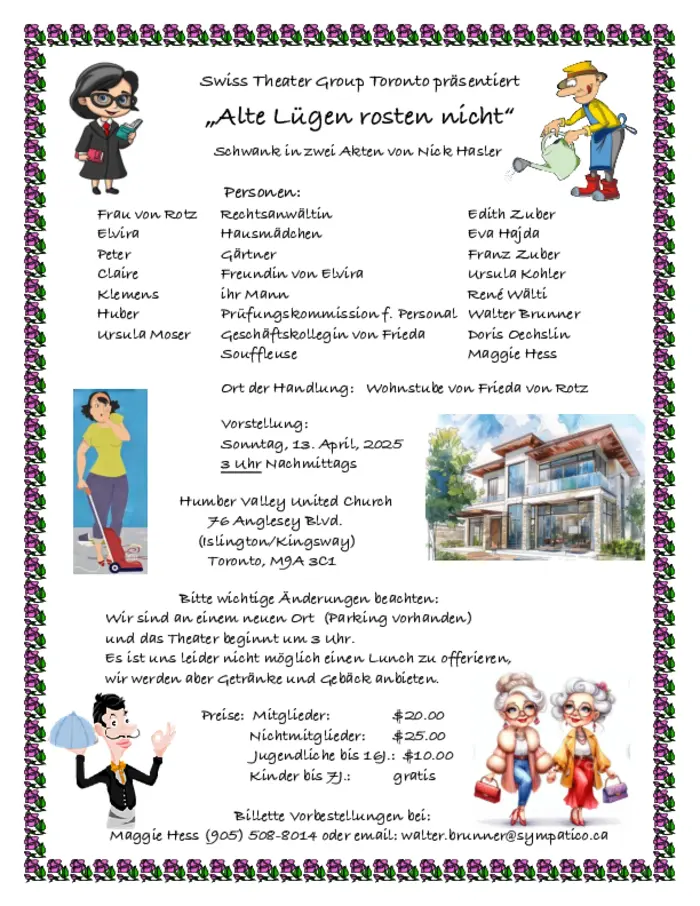 Swiss Theater Group Toronto präsentiert
„Alte Lügen rosten nicht“
Schwank in zwei Akten von Nick Hasler
Personen:
Frau von Rotz Rechtsanwältin Edith Zuber
Elvira Hausmädchen Eva Hajda
Peter Gärtner Franz Zuber
Claire Freundin von Elvira Ursula Kohler
Klemens ihr Mann René Wälti
Huber Prüfungskommission f. Personal Walter Brunner
Ursula Moser Geschäftskollegin von Frieda Doris Oechslin
Souffleuse Maggie Hess
Ort der Handlung: Wohnstube von Frieda von Rotz
Vorstellung:
Sonntag, 13. April, 2025
3 Uhr Nachmittags
Humber Valley United Church
76 Anglesey Blvd.
(Islington/Kingsway)
Toronto, M9A 3C1
Bitte wichtige Änderungen beachten:
Wir sind an einem neuen Ort (Parking vorhanden)
und das Theater beginnt um 3 Uhr.
Es ist uns leider nicht möglich einen Lunch zu offerieren,
wir werden aber Getränke und Gebäck anbieten.
Preise: Mitglieder: $20.00
Nichtmitglieder: $25.00
Jugendliche bis 16J.: $10.00
Kinder bis 7J.: gratis
Billette Vorbestellungen bei:
Maggie Hess (905) 508-8014 oder email: walter.brunner@sympatico.ca